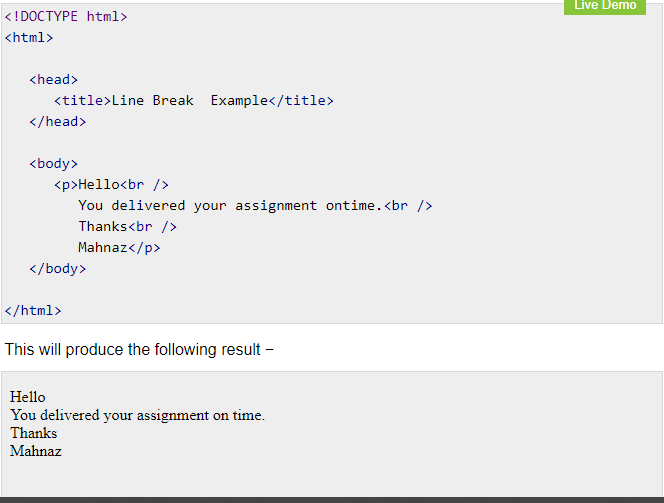 Live Demo
<!DOCTYPE html>
<html>
<head>
<title>Line Break  Example</title>
</head>
<body>
<p>Hello<br />
You delivered your assignment ontime.<br />
Thanks<br />
Mahnaz</p>
</body>
</html>
This will produce the following result −
Hello
You delivered your assignment on time.
Thanks
Mahnaz